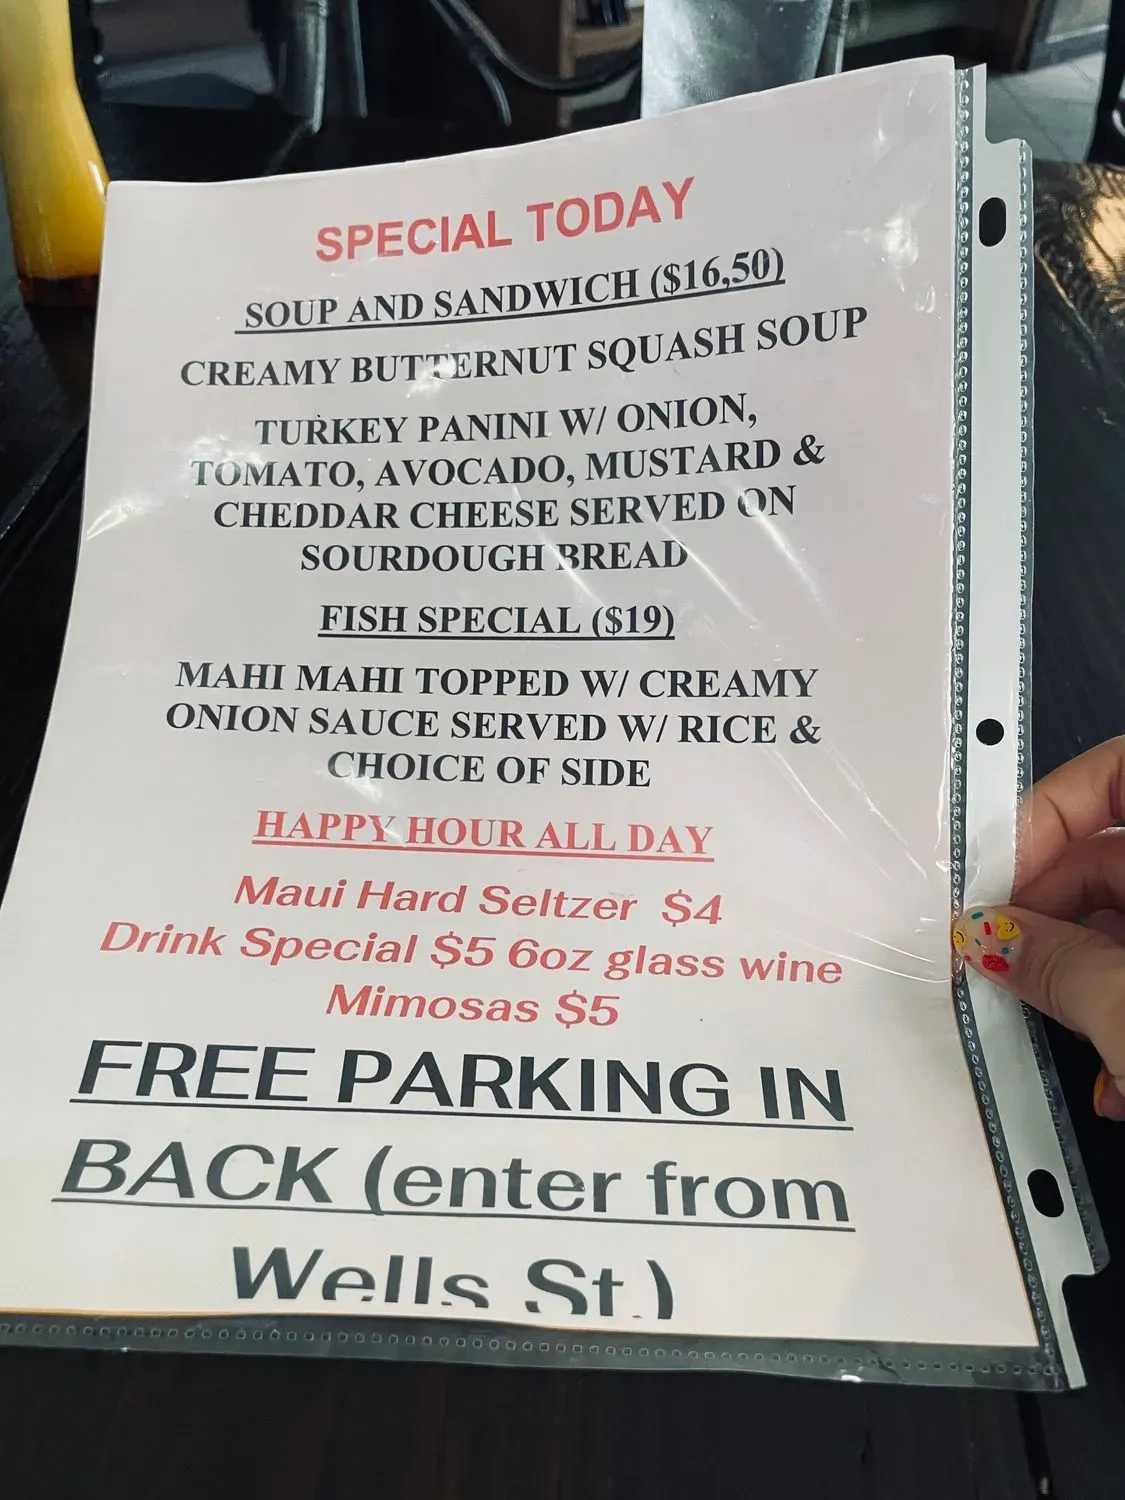 SPECIAL TODAY
SOUP AND SANDWICH ($16,50)
CREAMY BUTTERNUT SQUASH SOUP
TURKEY PANINI W/ ONION,
TOMATO, AVOCADO, MUSTARD &
CHEDDAR CHEESE SERVED ON
SOURDOUGH BREAD
FISH SPECIAL ($19)
MAHI MAHI TOPPED W/ CREAMY
ONION SAUCE SERVED W/ RICE &
CHOICE OF SIDE
HAPPY HOUR ALL DAY
Maui Hard Seltzer $4
Drink Special $5 6oz glass wine
Mimosas $5
FREE PARKING IN
BACK (enter from
Wells St.)